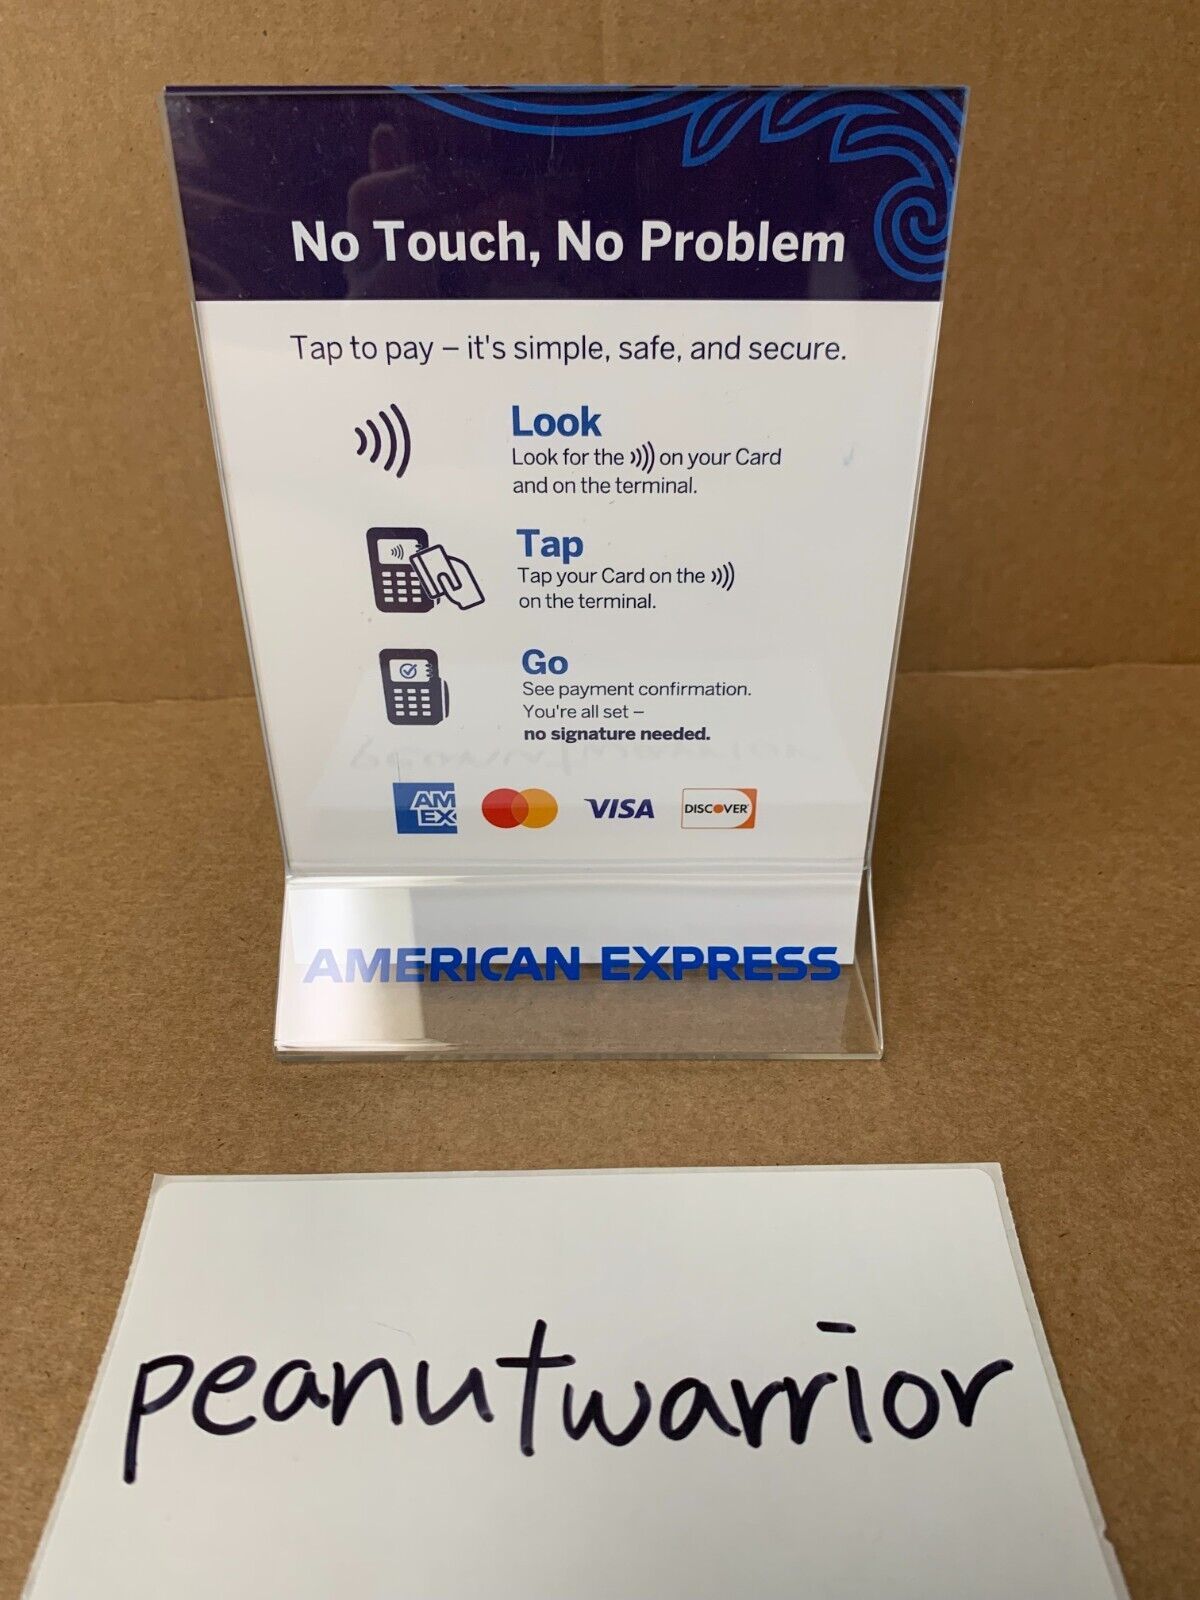 No Touch, No Problem
Tap to pay – it's simple, safe, and secure.
Look
Look for the on your Card
and on the terminal.
Tap
Tap your Card on the
on the terminal.
Go
See payment confirmation.
You're all set –
no signature needed.
AM
EX
VISA
DISCOVER
AMERICAN EXPRESS
peanutwarrior